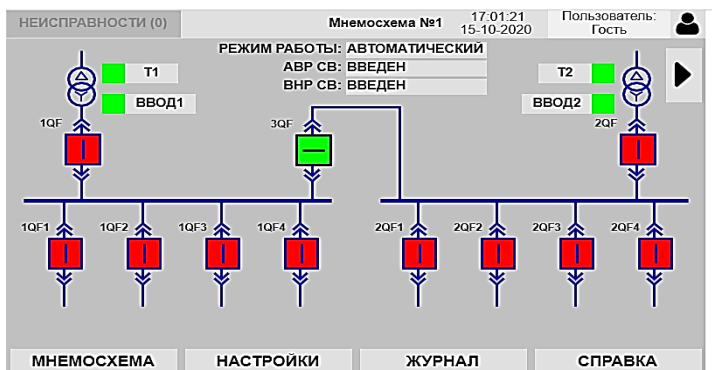 НЕИСПРАВНОСТИ (0)
Мнемосхема №1
17:01:21
15-10-2020
Пользователь:
Гость
РЕЖИМ РАБОТЫ: АВТОМАТИЧЕСКИЙ
АВР СВ: ВВЕДЕН
ВНР СВ: ВВЕДЕН
Т1
ВВОД1
Т2
ВВОД2
1QF
3QF
2QF
1QF1 1QF2 1QF3 1QF4 2QF1 2QF2 2QF3 2QF4
МНЕМОСХЕМА НАСТРОЙКИ ЖУРНАЛ СПРАВКА